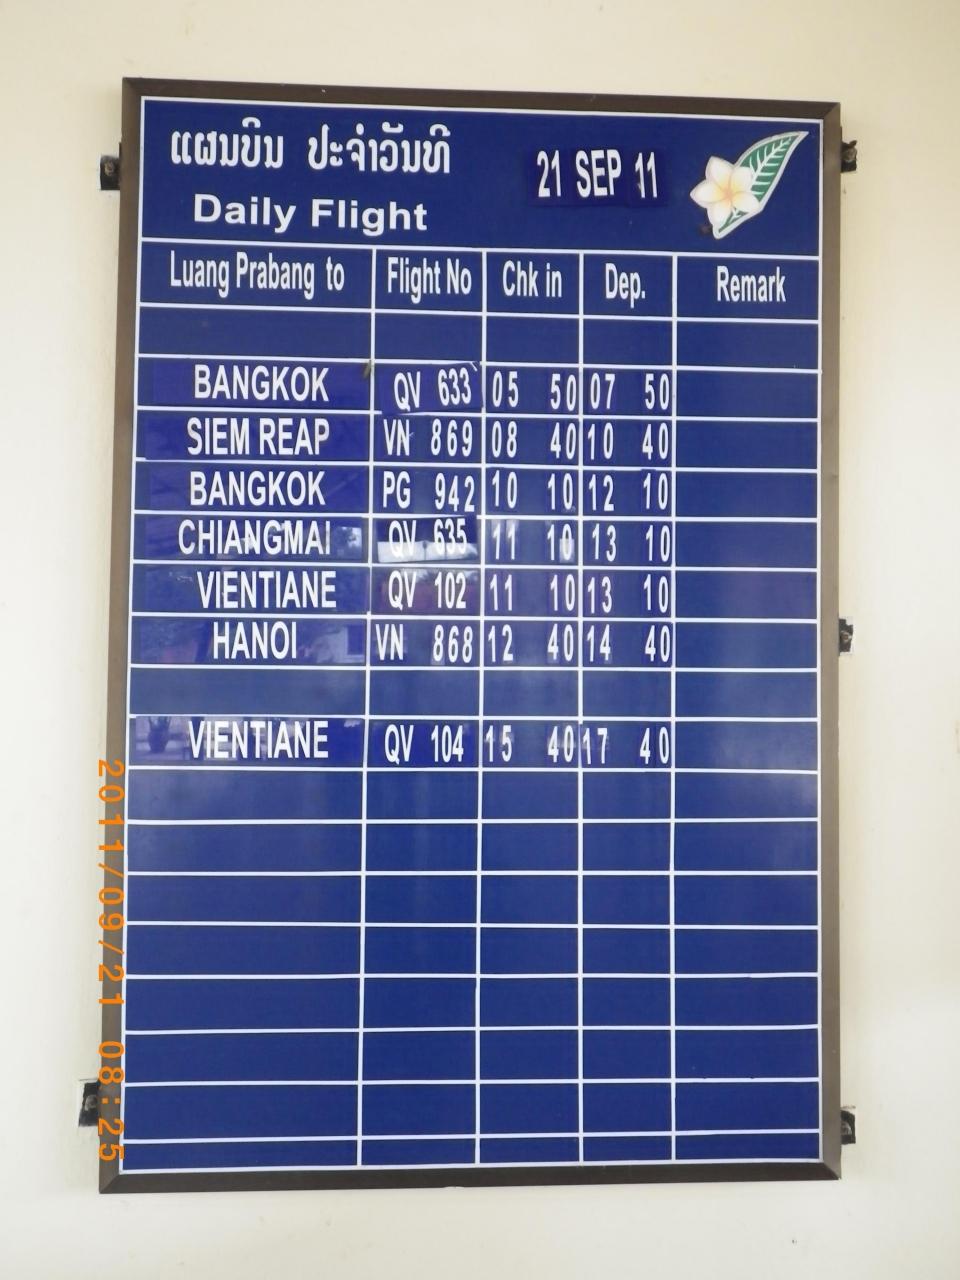 ແຜນບິນ ປະຈຳວັນທີ
21 SEP 11
Daily Flight
Luang Prabang to Flight No Chk in Dep. Remark
BANGKOK QV 633 05 50 07 50
SIEM REAP VN 869 08 40 10 40
BANGKOK PG 942 10 10 12 10
CHIANGMAI QV 635 11 10 13 10
VIENTIANE QV 102 11 10 13 10
HANOI VN 868 12 40 14 40
VIENTIANE QV 104 15 40 17 40
2011/09/21 08:25